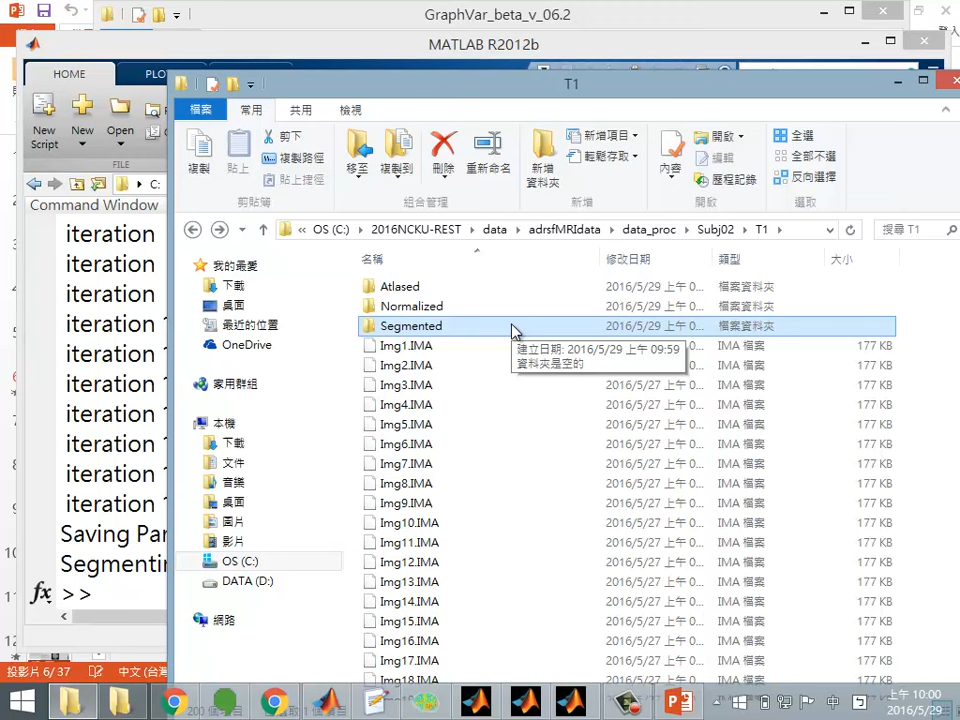 GraphVar_beta_v_06.2
MATLAB R2012b
HOME
PLO
T1
檔案
常用
共用
檢視
New
Script
New
Open
FILE
複製
貼上
剪下
複製路徑
貼上捷徑
剪貼簿
移至
複製到
刪除
重新命名
組合管理
新增
資料夾
新增項目
輕鬆存取
新增
內容
開啟
編輯
歷程記錄
開啟
全選
全部不選
反向選擇
選取
C:
OS (C:)
2016NCKU-REST
data
adrsfMRIdata
data_proc
Subj02
T1
搜尋 T1
Command Window
iteration
iteration
iteration
iteration
iteration
iteration
iteration
iteration
iteration
iteration
Saving Par
Segmentin
fx >>
我的最愛
下載
桌面
最近的位置
OneDrive
家用群組
本機
下載
文件
音樂
桌面
圖片
影片
OS (C:)
DATA (D:)
網路
名稱
修改日期
類型
大小
Atlased 2016/5/29 上午 0... 檔案資料夾
Normalized 2016/5/29 上午 0... 檔案資料夾
Segmented 2016/5/29 上午 0... 檔案資料夾
建立日期: 2016/5/29 上午 09:59
資料夾是空的
Img1.IMA IMA 檔案 177 KB
Img2.IMA IMA 檔案 177 KB
Img3.IMA 2016/5/27 上午 0... IMA 檔案 177 KB
Img4.IMA 2016/5/27 上午 0... IMA 檔案 177 KB
Img5.IMA 2016/5/27 上午 0... IMA 檔案 177 KB
Img6.IMA 2016/5/27 上午 0... IMA 檔案 177 KB
Img7.IMA 2016/5/27 上午 0... IMA 檔案 177 KB
Img8.IMA 2016/5/27 上午 0... IMA 檔案 177 KB
Img9.IMA 2016/5/27 上午 0... IMA 檔案 177 KB
Img10.IMA 2016/5/27 上午 0... IMA 檔案 177 KB
Img11.IMA 2016/5/27 上午 0... IMA 檔案 177 KB
Img12.IMA 2016/5/27 上午 0... IMA 檔案 177 KB
Img13.IMA 2016/5/27 上午 0... IMA 檔案 177 KB
Img14.IMA 2016/5/27 上午 0... IMA 檔案 177 KB
Img15.IMA 2016/5/27 上午 0... IMA 檔案 177 KB
Img16.IMA 2016/5/27 上午 0... IMA 檔案 177 KB
Img17.IMA 2016/5/27 上午 0... IMA 檔案 177 KB
Img18.IMA 2016/5/27 上午 0... IMA 檔案 177 KB
投影片 6/37
中文 (台灣
200 個項目
上午 10:00
2016/5/29